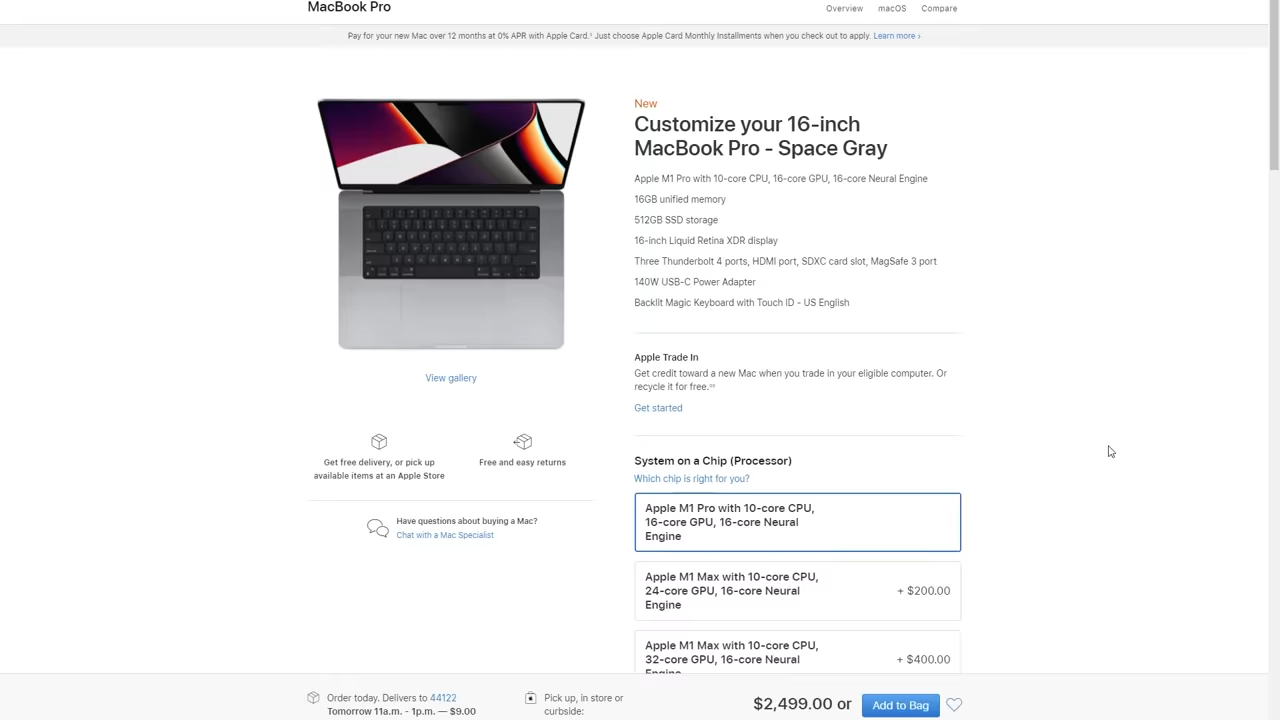 MacBook Pro
Overview
macOS
Compare
Pay for your new Mac over 12 months at 0% APR with Apple Card.¹ Just choose Apple Card Monthly Installments when you check out to apply. Learn more ›
New
Customize your 16-inch
MacBook Pro - Space Gray
Apple M1 Pro with 10-core CPU, 16-core GPU, 16-core Neural Engine
16GB unified memory
512GB SSD storage
16-inch Liquid Retina XDR display
Three Thunderbolt 4 ports, HDMI port, SDXC card slot, MagSafe 3 port
140W USB-C Power Adapter
Backlit Magic Keyboard with Touch ID - US English
View gallery
Get free delivery, or pick up
available items at an Apple Store
Free and easy returns
Have questions about buying a Mac?
Chat with a Mac Specialist
Apple Trade In
Get credit toward a new Mac when you trade in your eligible computer. Or
recycle it for free.
Get started
System on a Chip (Processor)
Which chip is right for you?
Apple M1 Pro with 10-core CPU,
16-core GPU, 16-core Neural
Engine
Apple M1 Max with 10-core CPU,
24-core GPU, 16-core Neural
Engine
+ $200.00
Apple M1 Max with 10-core CPU,
32-core GPU, 16-core Neural
Engine
+ $400.00
Order today. Delivers to 44122
Tomorrow 11a.m. - 1p.m. — $9.00
Pick up, in store or
curbside:
$2,499.00 or
Add to Bag